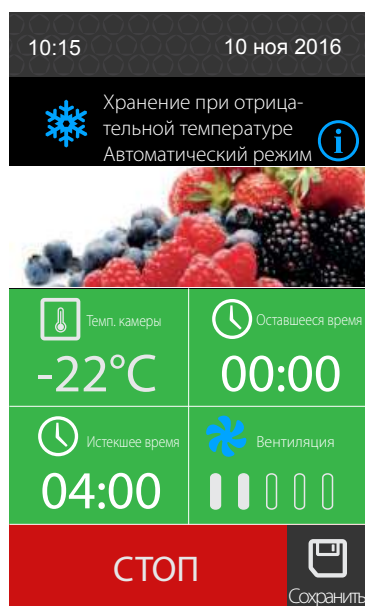 10:15 10 ноя 2016
Хранение при отрица-
тельной температуре
Автоматический режим
i
Темп. камеры
-22°C
Оставшееся время
00:00
Истекшее время
04:00
Вентиляция
СТОП
Сохранить